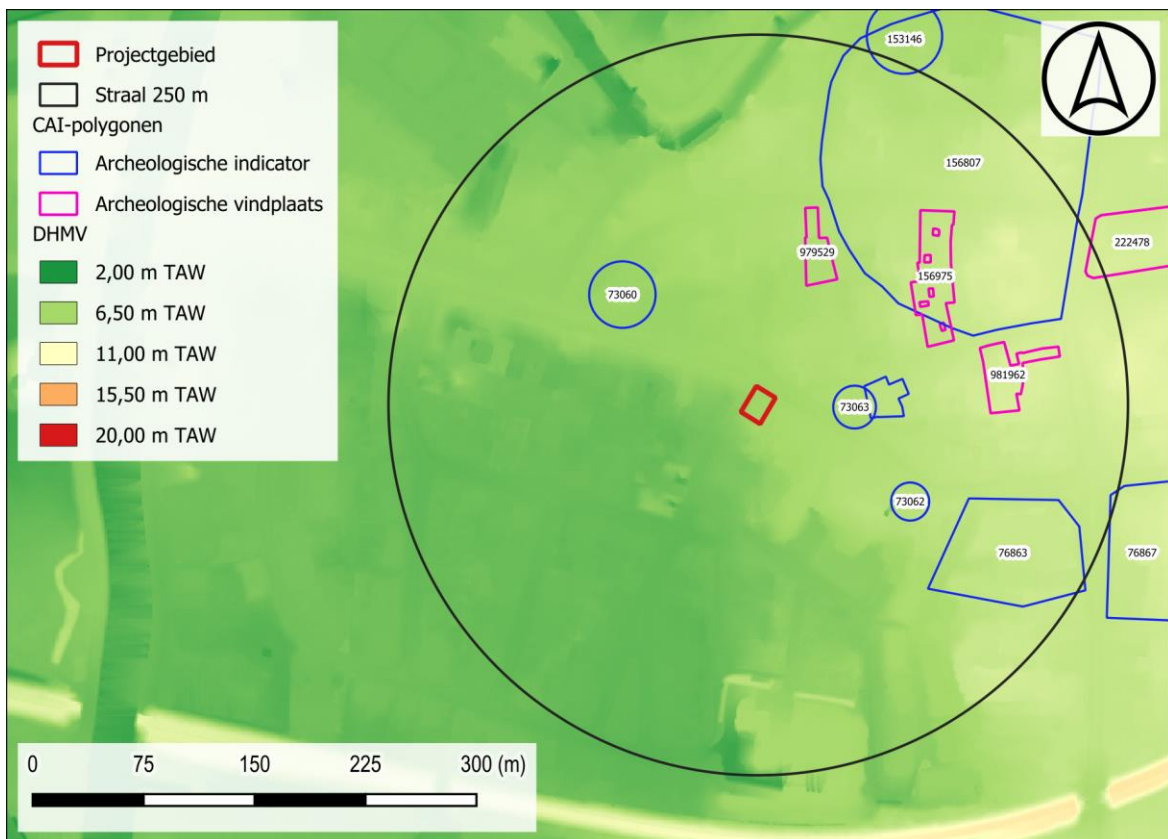 Projectgebied
Straal 250 m
CAI-polygonen
Archeologische indicator
Archeologische vindplaats
DHMV
2,00 m TAW
6,50 m TAW
11,00 m TAW
15,50 m TAW
20,00 m TAW
153146
156807
222478
979529
156975
73060
981962
73063
73062
76863
76867
0 75 150 225 300 (m)